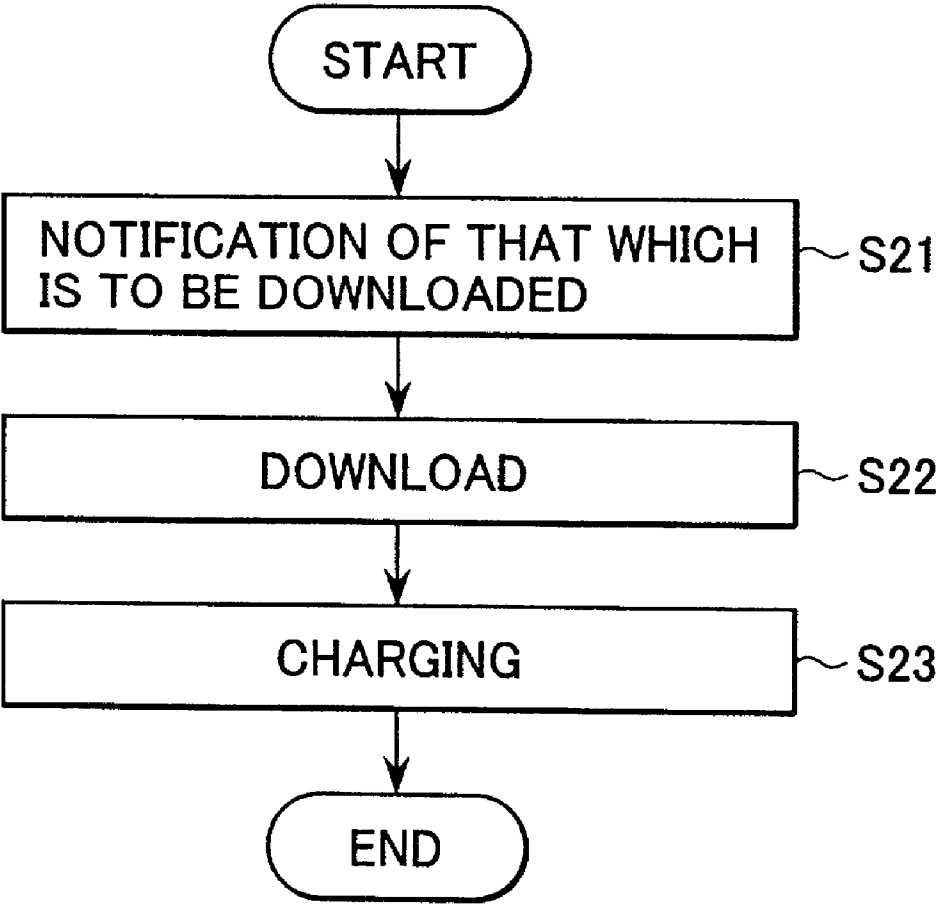 START
NOTIFICATION OF THAT WHICH
IS TO BE DOWNLOADED
S21
DOWNLOAD
S22
CHARGING
S23
END